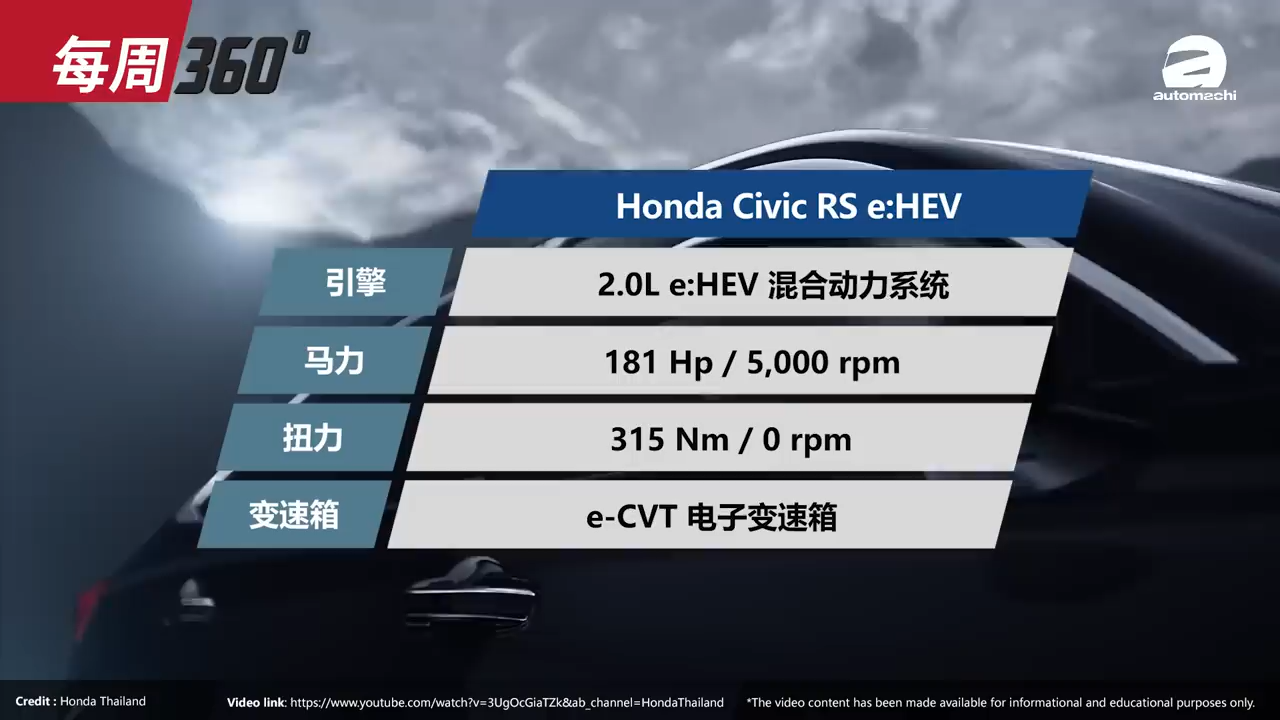 每周360°
automachi
Honda Civic RS e:HEV
引擎 2.0L e:HEV 混合动力系统
马力 181 Hp / 5,000 rpm
扭力 315 Nm / 0 rpm
变速箱 e-CVT 电子变速箱
Credit : Honda Thailand
Video link: https://www.youtube.com/watch?v=3UgOcGiaTZk&ab_channel=HondaThailand
*The video content has been made available for informational and educational purposes only.